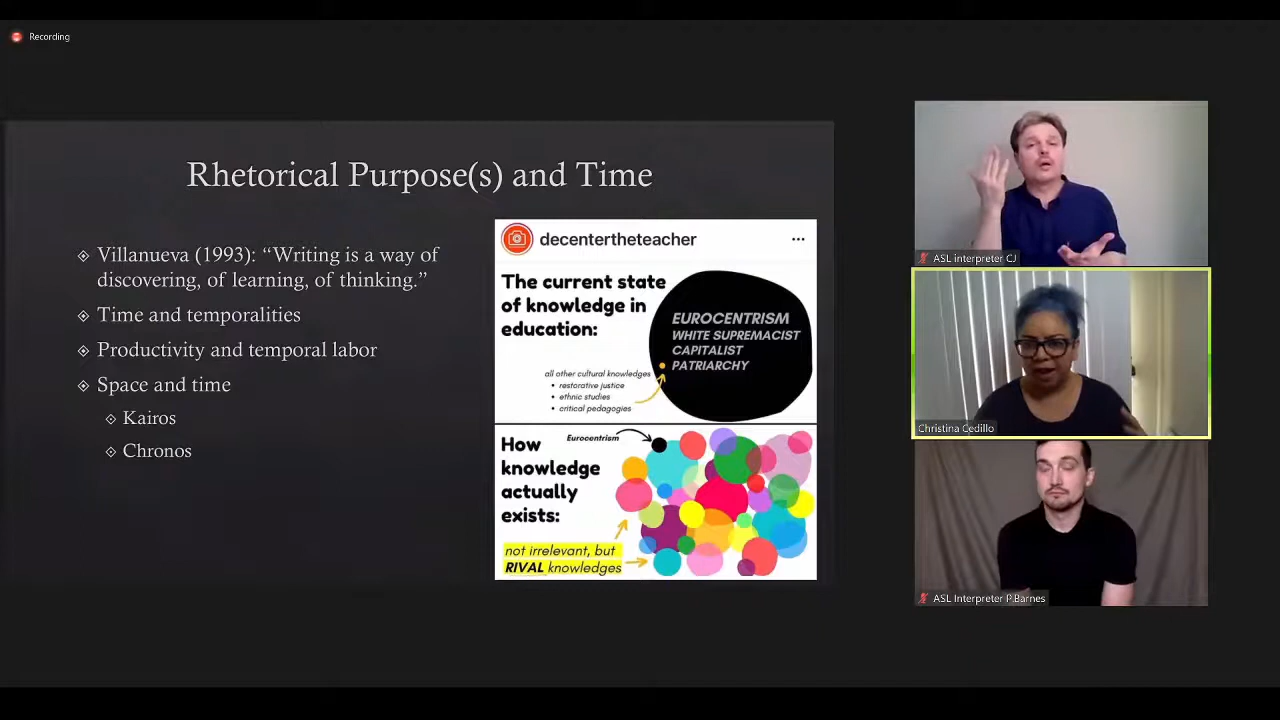 Recording
Rhetorical Purpose(s) and Time
Villanueva (1993): “Writing is a way of
discovering, of learning, of thinking.”
Time and temporalities
Productivity and temporal labor
Space and time
Kairos
Chronos
decentertheteacher
The current state
of knowledge in
education:
EUROCENTRISM
WHITE SUPREMACIST
CAPITALIST
PATRIARCHY
all other cultural knowledges
restorative justice
ethnic studies
critical pedagogies
How
knowledge
actually
exists:
Eurocentrism
not irrelevant, but
RIVAL knowledges
ASL interpreter CJ
Christina Cedillo
ASL Interpreter P.Barnes